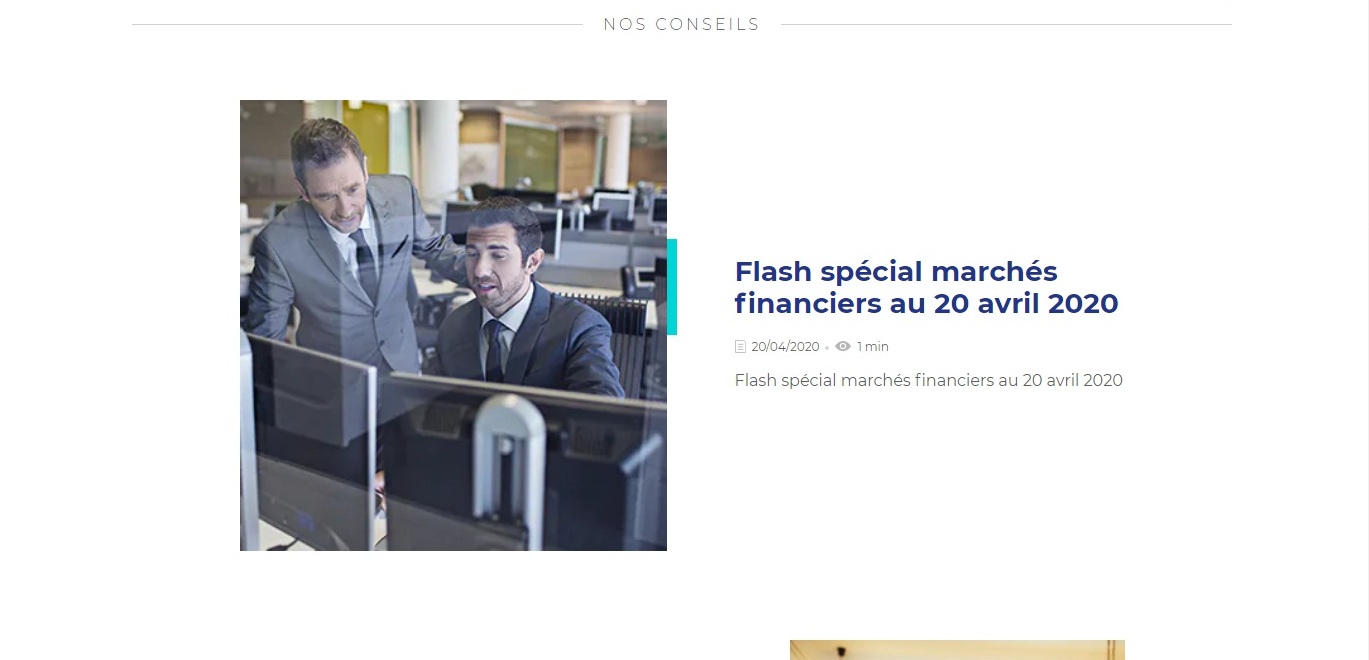 NOS CONSEILS
Flash spécial marchés
financiers au 20 avril 2020
20/04/2020 • 1 min
Flash spécial marchés financiers au 20 avril 2020